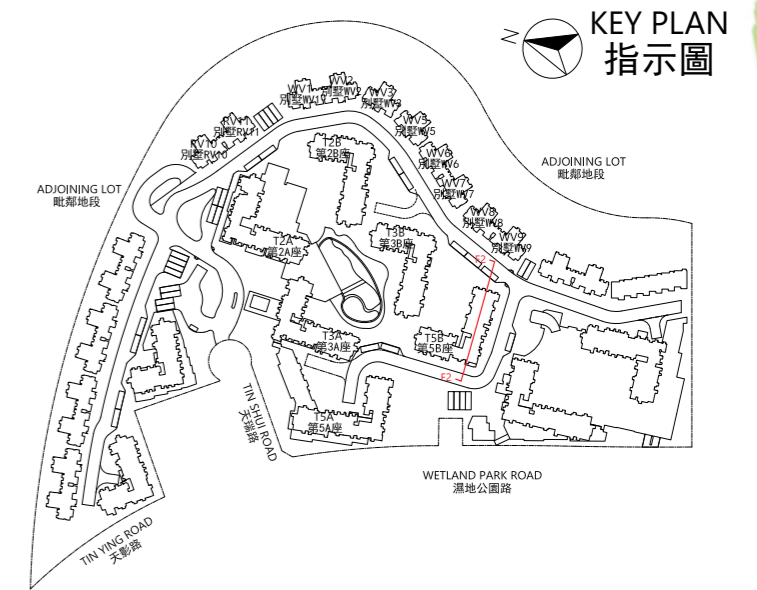 KEY PLAN
指示圖
N
WV1
別墅WV1
WV2
別墅WV2
WV3
別墅WV3
WV5
別墅WV5
WV6
別墅WV6
WV7
別墅WV7
WV8
別墅WV8
WV9
別墅WV9
RV11
別墅RV11
RV10
別墅RV10
ADJOINING LOT
毗鄰地段
ADJOINING LOT
毗鄰地段
T2B
第2B座
T2A
第2A座
T3B
第3B座
F2
T3A
第3A座
T5B
第5B座
F2
T5A
第5A座
TIN SHUI ROAD
天瑞路
WETLAND PARK ROAD
濕地公園路
TIN YING ROAD
天影路